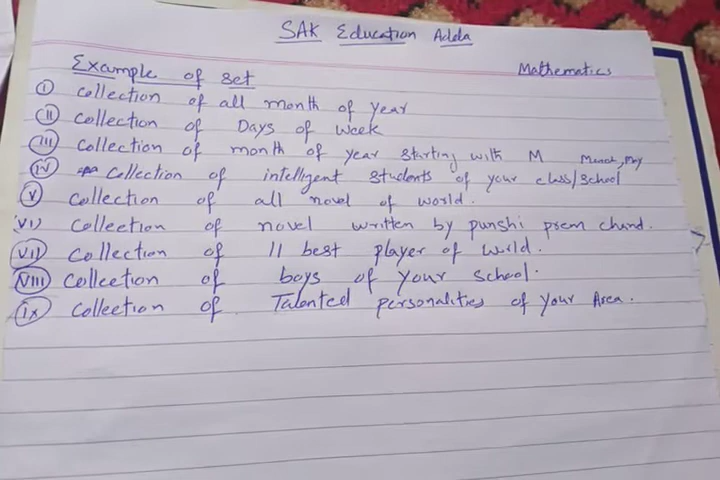 SAK Education Adda
Mathematics
Example of set
(I) Collection of all month of year
(II) Collection of Days of week
(III) Collection of month of year starting with M March, May
(IV) Collection of intelligent students of your class/school
(V) Collection of all novel of world.
(VI) Collection of novel written by punshi prem chand.
(VII) Collection of 11 best player of world.
(VIII) Collection of boys of your school.
(IX) Collection of Talented personalities of your Area.